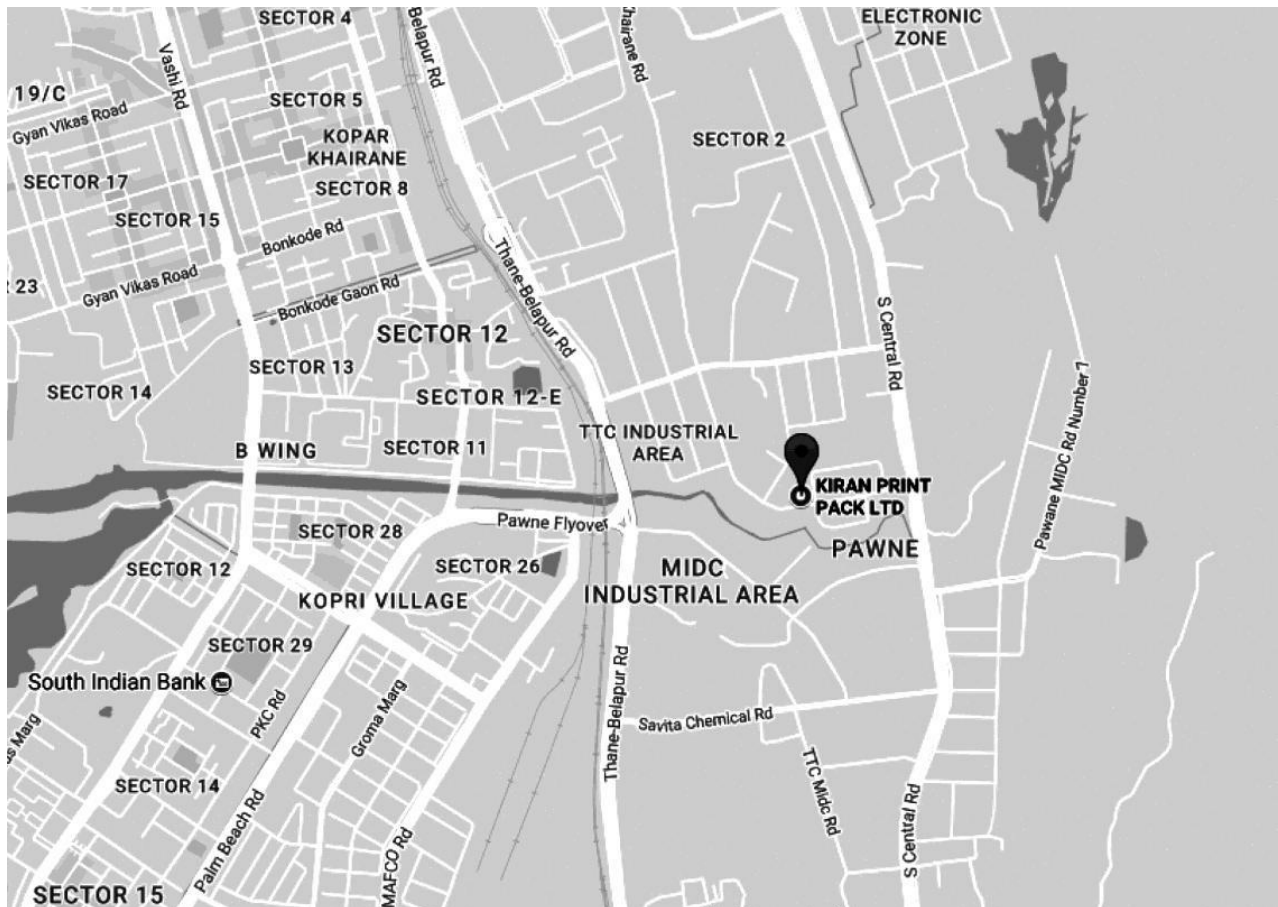 SECTOR 4
Belapur Rd
Khairane Rd
ELECTRONIC
ZONE
Vashi Rd
19/C
SECTOR 5
Gyan Vikas Road
KOPAR
KHAIRANE
SECTOR 2
SECTOR 17
SECTOR 8
SECTOR 15
Bonkode Rd
Thane-Belapur Rd
23
Gyan Vikas Road
Bonkode Gaon Rd
SECTOR 12
S Central Rd
SECTOR 13
SECTOR 14
SECTOR 12-E
Pawane MIDC Rd Number 7
TTC INDUSTRIAL
AREA
B WING
SECTOR 11
KIRAN PRINT
PACK LTD
SECTOR 28
Pawne Flyover
PAWNE
SECTOR 12
SECTOR 26
MIDC
INDUSTRIAL AREA
KOPRI VILLAGE
SECTOR 29
South Indian Bank
PKC Rd
Groma Marg
Thane-Belapur Rd
Savita Chemical Rd
Marg
SECTOR 14
TTC Midc Rd
Palm Beach Rd
MAFCO Rd
S Central Rd
SECTOR 15